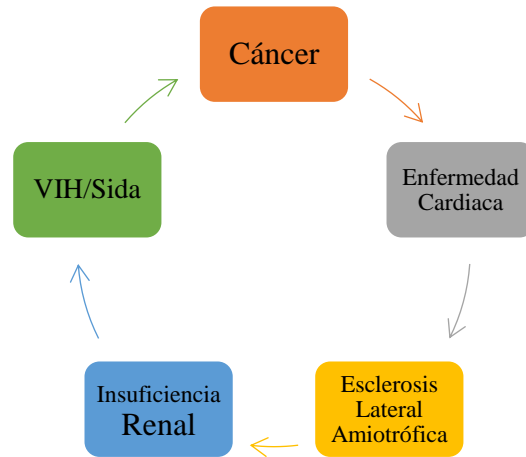 Cáncer
Enfermedad
Cardiaca
Esclerosis
Lateral
Amiotrófica
Insuficiencia
Renal
VIH/Sida